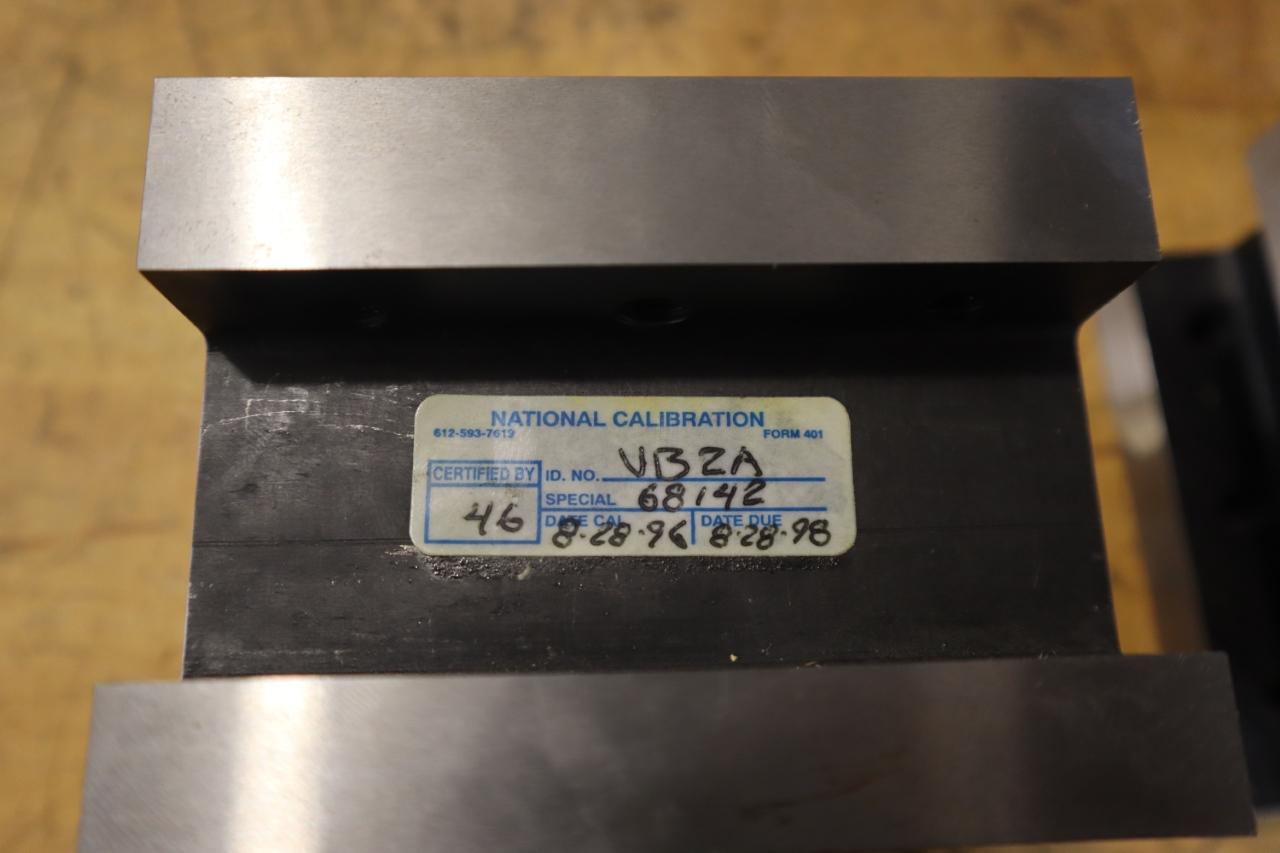 NATIONAL CALIBRATION
612-593-7619 FORM 401
CERTIFIED BY ID. NO. VB2A
SPECIAL 68142
46 DATE CAL 8-28-96 DATE DUE 8-28-98